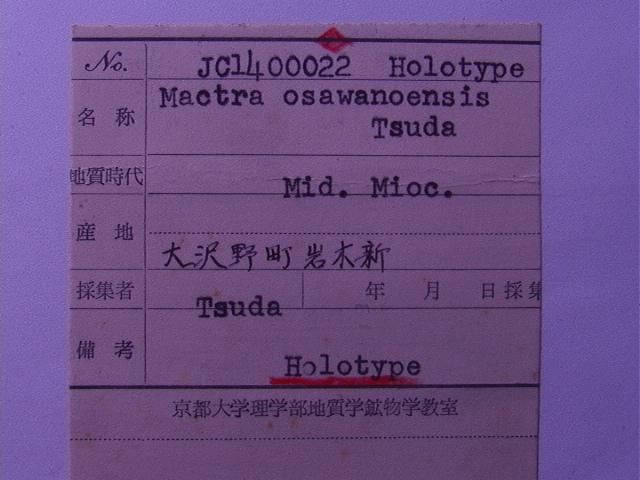 No. JC1400022 Holotype
名称 Mactra osawanoensis
Tsuda
地質時代 Mid. Mioc.
産地 大沢野町岩木新
採集者 Tsuda 年 月 日採集
備考 Holotype
京都大学理学部地質学鉱物学教室